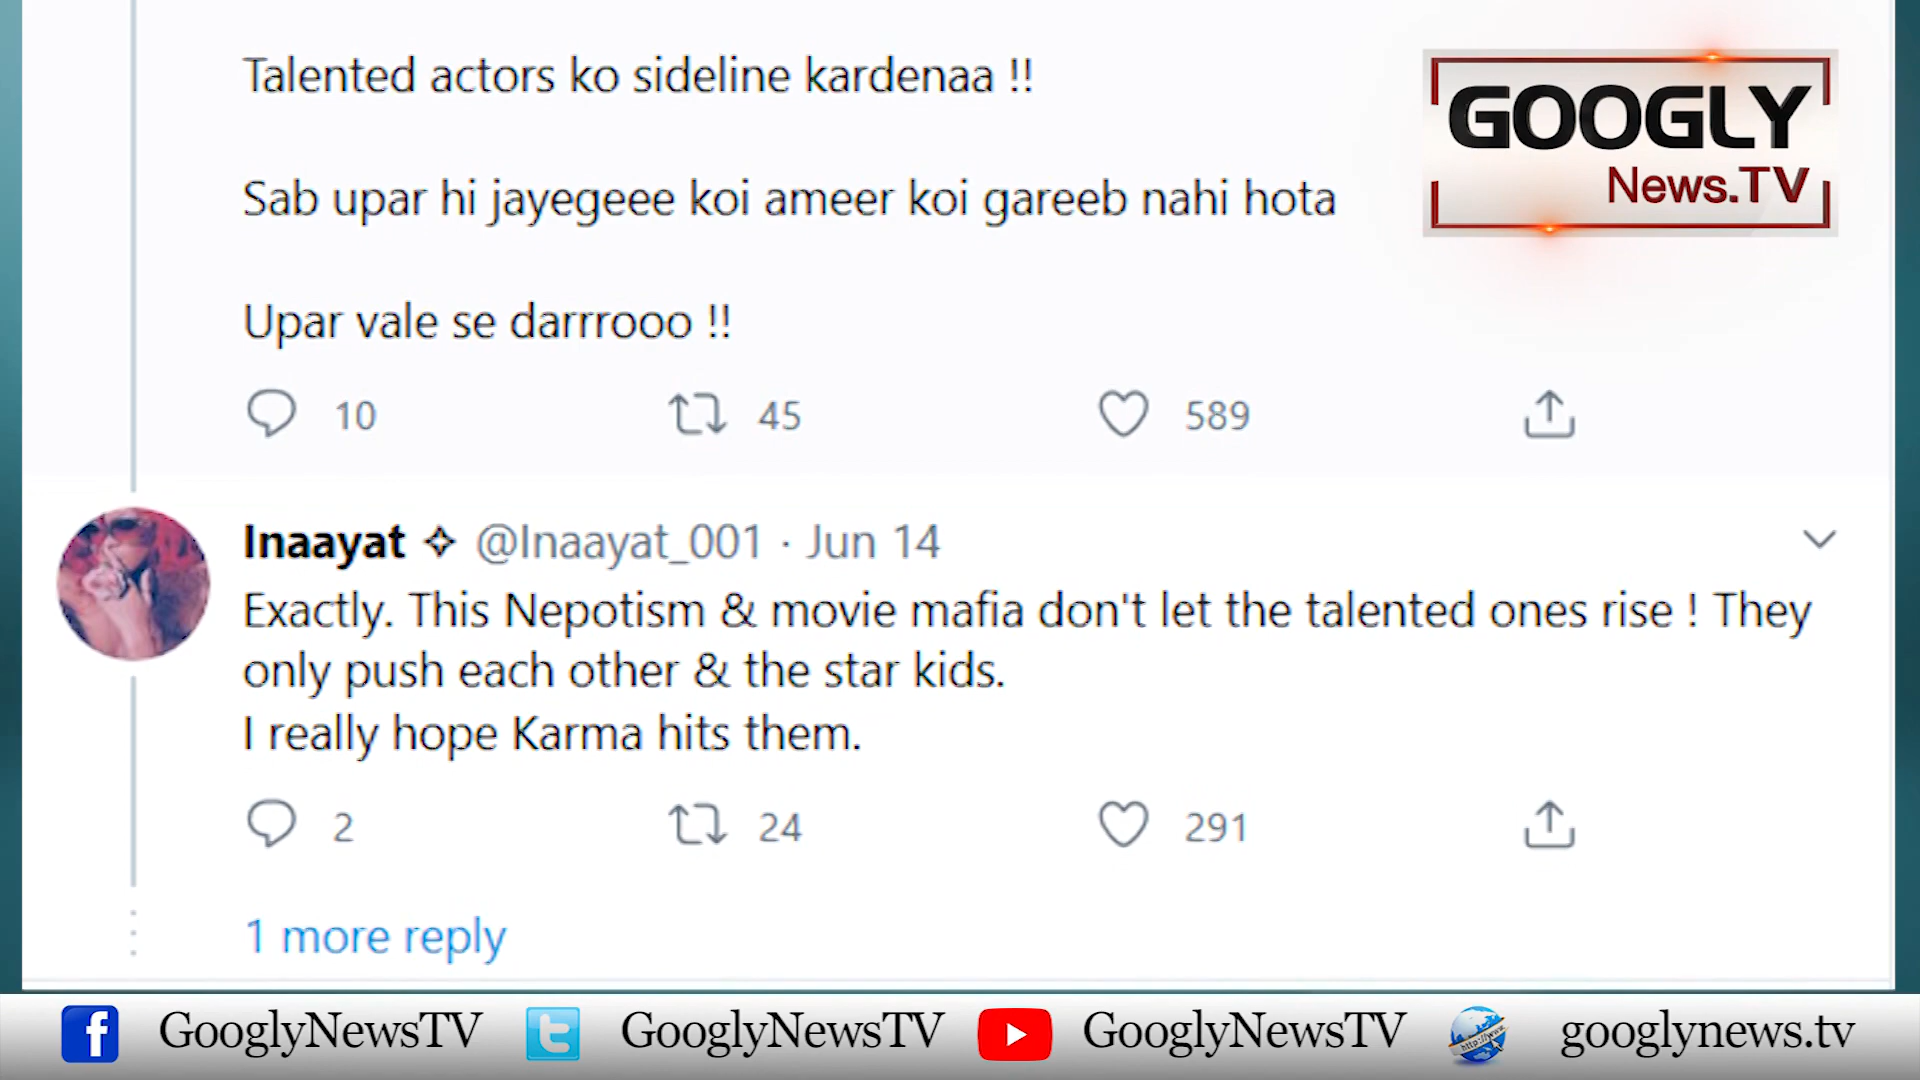 Talented actors ko sideline kardenaa !!
GOOGLY
News.TV
Sab upar hi jayegeee koi ameer koi gareeb nahi hota
Upar vale se darrrooo !!
10 45 589
Inaayat ✧ @Inaayat_001 · Jun 14
Exactly. This Nepotism & movie mafia don't let the talented ones rise ! They
only push each other & the star kids.
I really hope Karma hits them.
2 24 291
1 more reply
f GooglyNewsTV t GooglyNewsTV GooglyNewsTV http://www. googlynews.tv